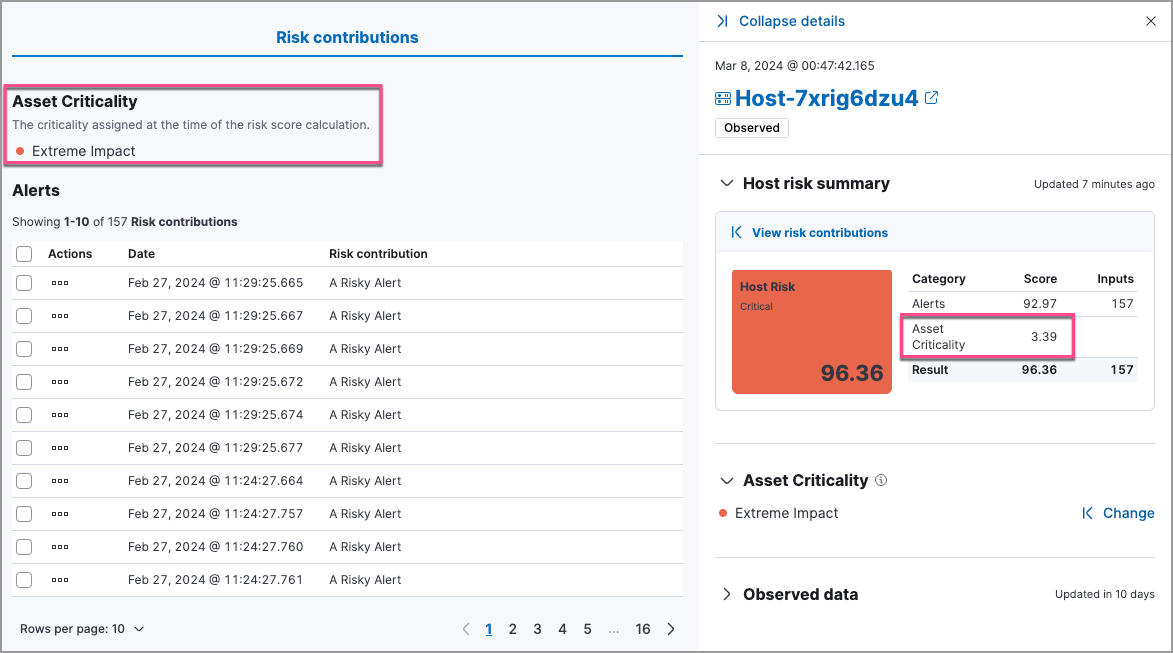 Risk contributions
Asset Criticality
The criticality assigned at the time of the risk score calculation.
Extreme Impact
Alerts
Showing 1-10 of 157 Risk contributions
Actions Date Risk contribution
Feb 27, 2024 @ 11:29:25.665 A Risky Alert
Feb 27, 2024 @ 11:29:25.667 A Risky Alert
Feb 27, 2024 @ 11:29:25.669 A Risky Alert
Feb 27, 2024 @ 11:29:25.672 A Risky Alert
Feb 27, 2024 @ 11:29:25.674 A Risky Alert
Feb 27, 2024 @ 11:29:25.677 A Risky Alert
Feb 27, 2024 @ 11:24:27.664 A Risky Alert
Feb 27, 2024 @ 11:24:27.757 A Risky Alert
Feb 27, 2024 @ 11:24:27.760 A Risky Alert
Feb 27, 2024 @ 11:24:27.761 A Risky Alert
Rows per page: 10
1 2 3 4 5 ... 16
Collapse details
Mar 8, 2024 @ 00:47:42.165
Host-7xrig6dzu4
Observed
Host risk summary
Updated 7 minutes ago
View risk contributions
Host Risk
Critical
96.36
Category Score Inputs
Alerts 92.97 157
Asset
Criticality 3.39
Result 96.36 157
Asset Criticality
Extreme Impact
Change
Observed data
Updated in 10 days